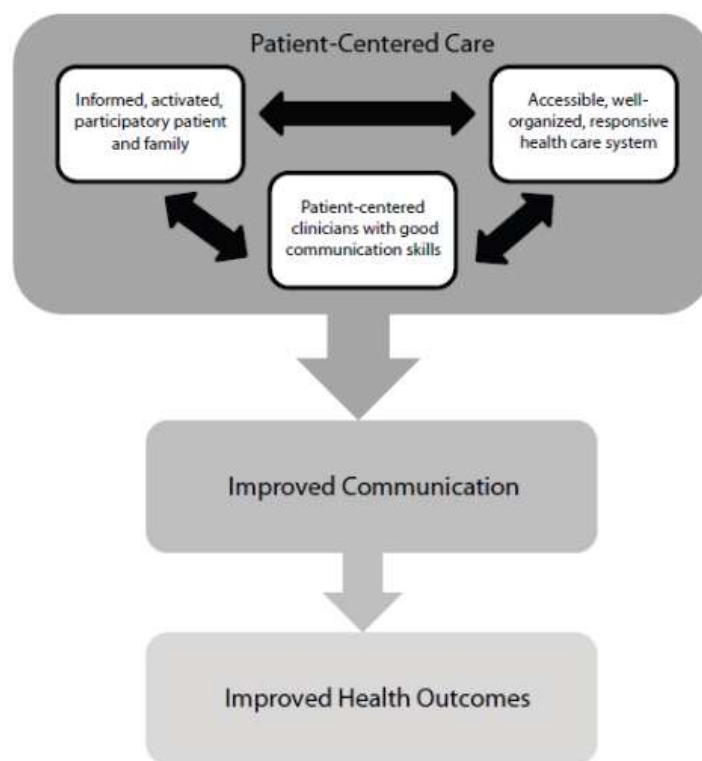 Patient-Centered Care
Informed, activated,
participatory patient
and family
Accessible, well-
organized, responsive
health care system
Patient-centered
clinicians with good
communication skills
Improved Communication
Improved Health Outcomes